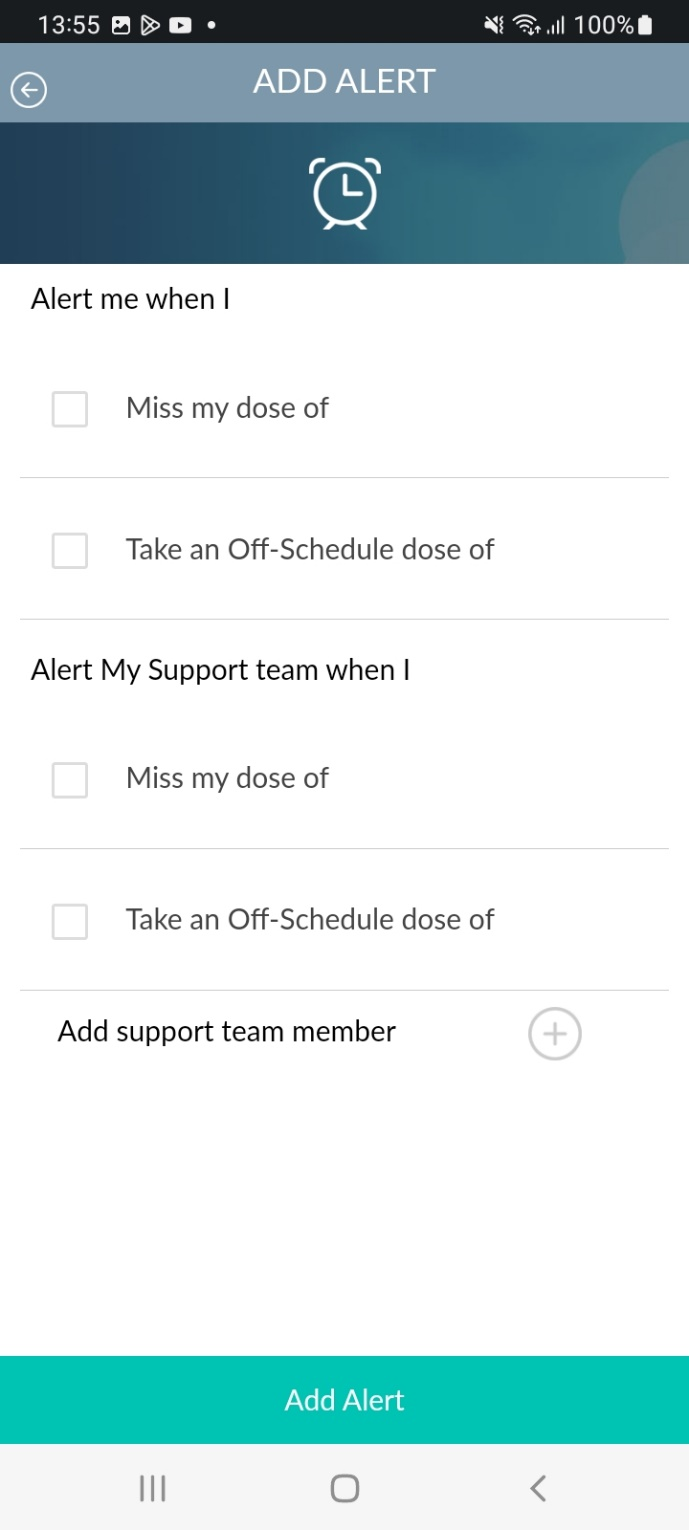 13:55 100%
ADD ALERT
Alert me when I
Miss my dose of
Take an Off-Schedule dose of
Alert My Support team when I
Miss my dose of
Take an Off-Schedule dose of
Add support team member
Add Alert